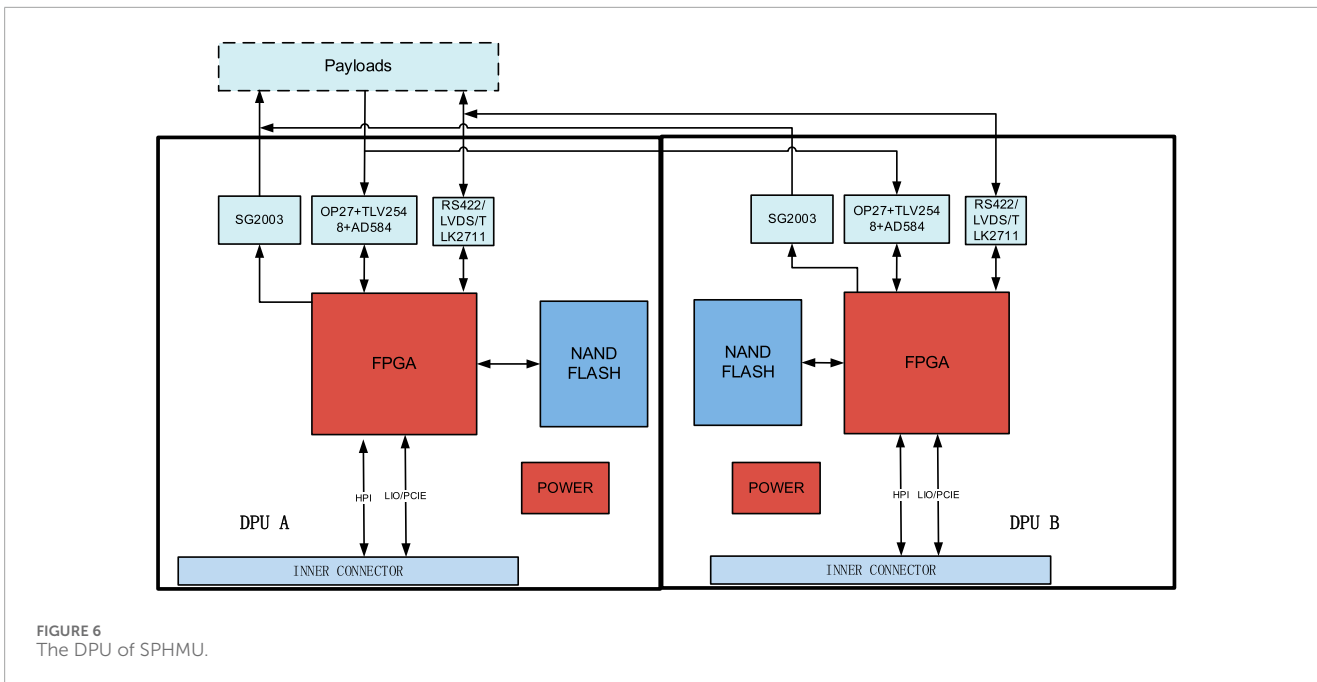 Payloads
SG2003
OP27+TLV254
8+AD584
RS422/
LVDS/T
LK2711
SG2003
OP27+TLV254
8+AD584
RS422/
LVDS/T
LK2711
FPGA
NAND
FLASH
NAND
FLASH
FPGA
POWER
POWER
HPI
LIO/PCIE
HPI
LIO/PCIE
DPU A
DPU B
INNER CONNECTOR
INNER CONNECTOR
FIGURE 6
The DPU of SPHMU.